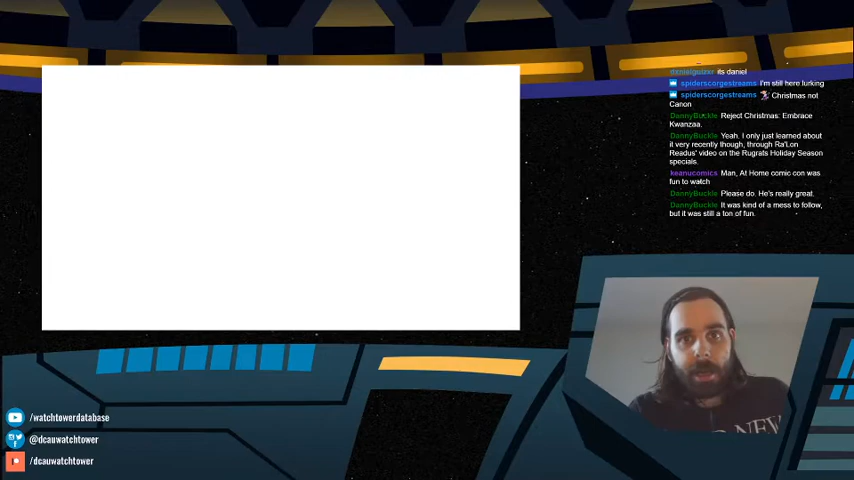 danielguizer its daniel
spiderscorgestreams I'm still here lurking
spiderscorgestreams Christmas not
Canon
DannyBuckle Reject Christmas: Embrace
Kwanzaa.
DannyBuckle Yeah. I only just learned about
it very recently though, through Ra'Lon
Readus' video on the Rugrats Holiday Season
specials.
keanucomics Man, At Home comic con was
fun to watch
DannyBuckle Please do. He's really great.
DannyBuckle It was kind of a mess to follow,
but it was still a ton of fun.
/watchtowerdatabase
@dcauwatchtower
/dcauwatchtower